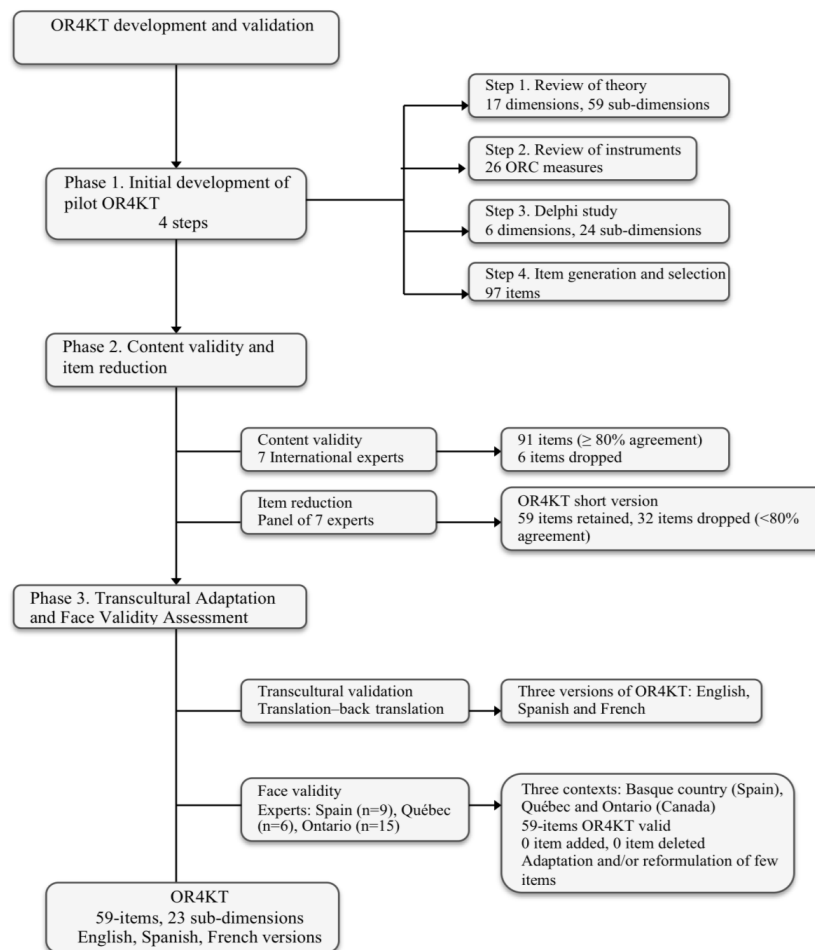 OR4KT development and validation
Step 1. Review of theory
17 dimensions, 59 sub-dimensions
Step 2. Review of instruments
26 ORC measures
Phase 1. Initial development of
pilot OR4KT
4 steps
Step 3. Delphi study
6 dimensions, 24 sub-dimensions
Step 4. Item generation and selection
97 items
Phase 2. Content validity and
item reduction
Content validity
7 International experts
91 items (≥ 80% agreement)
6 items dropped
Item reduction
Panel of 7 experts
OR4KT short version
59 items retained, 32 items dropped (<80%
agreement)
Phase 3. Transcultural Adaptation
and Face Validity Assessment
Transcultural validation
Translation–back translation
Three versions of OR4KT: English,
Spanish and French
Face validity
Experts: Spain (n=9), Québec
(n=6), Ontario (n=15)
Three contexts: Basque country (Spain),
Québec and Ontario (Canada)
59-items OR4KT valid
0 item added, 0 item deleted
Adaptation and/or reformulation of few
items
OR4KT
59-items, 23 sub-dimensions
English, Spanish, French versions